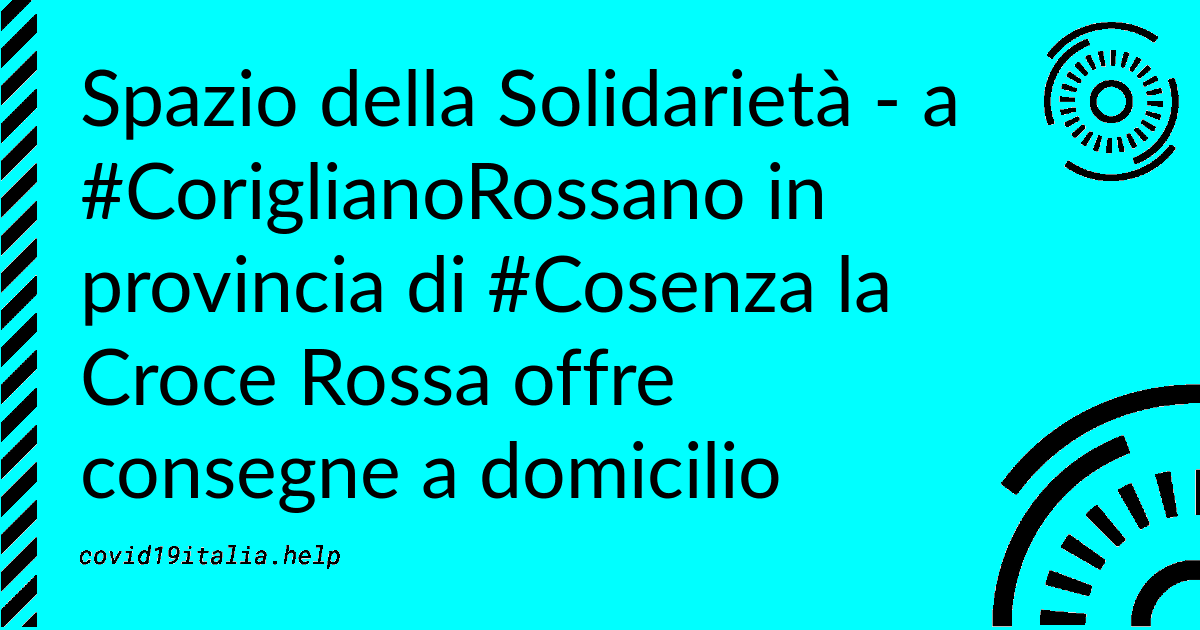 Spazio della Solidarietà - a
#CoriglianoRossano in
provincia di #Cosenza la
Croce Rossa offre
consegne a domicilio
covid19italia.help